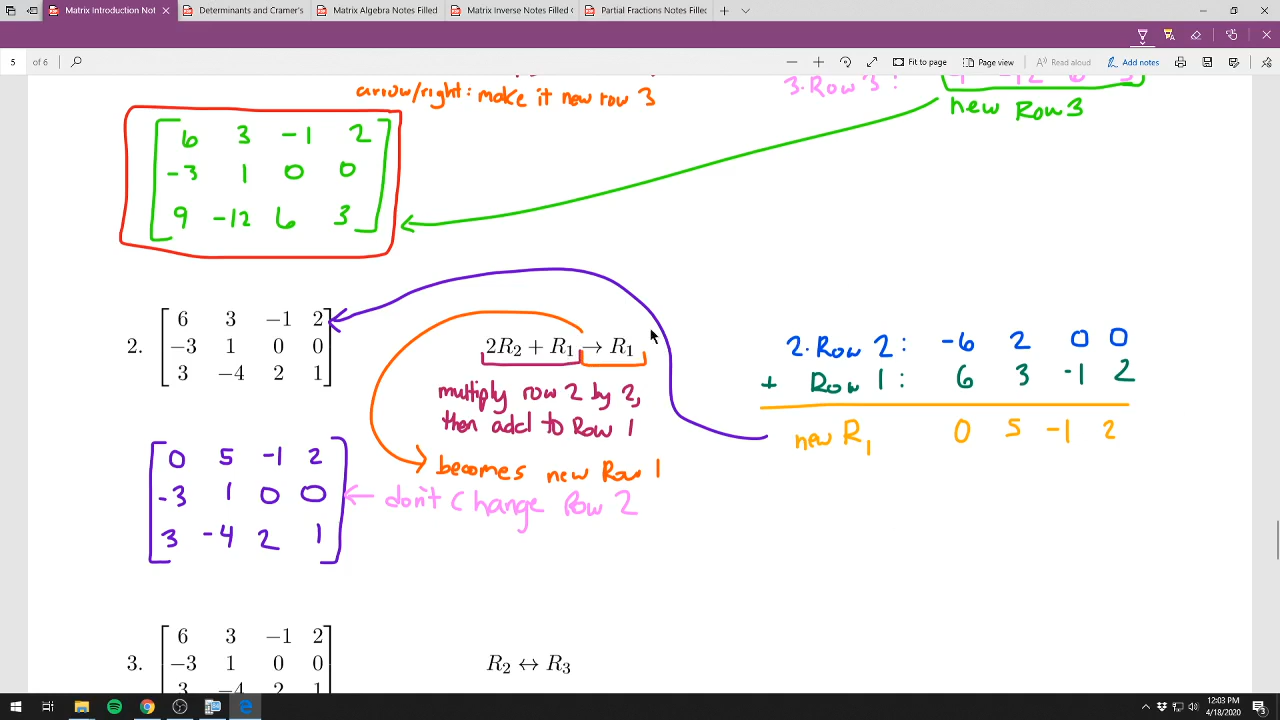 Matrix Introduction Not
Determinants and Cramer's
Matrix Algebra Notes Filled
Matrix Inverse Notes Filled
Partial Fractions Notes Filled
5 of 6
Fit to page
Page view
Read aloud
Add notes
arrow/right: make it new row 3
3·Row 3:
new Row 3
6 3 -1 2
-3 1 0 0
9 -12 6 3
2.
6 3 −1 2
−3 1 0 0
3 −4 2 1
2R₂ + R₁ → R₁
multiply row 2 by 2,
then add to Row 1
becomes new Row 1
don't change Row 2
2·Row 2: -6 2 0 0
+ Row 1: 6 3 -1 2
new R₁ 0 5 -1 2
0 5 -1 2
-3 1 0 0
3 -4 2 1
3.
6 3 −1 2
−3 1 0 0
3 −4 2 1
R₂ ↔ R₃
12:03 PM
4/18/2020